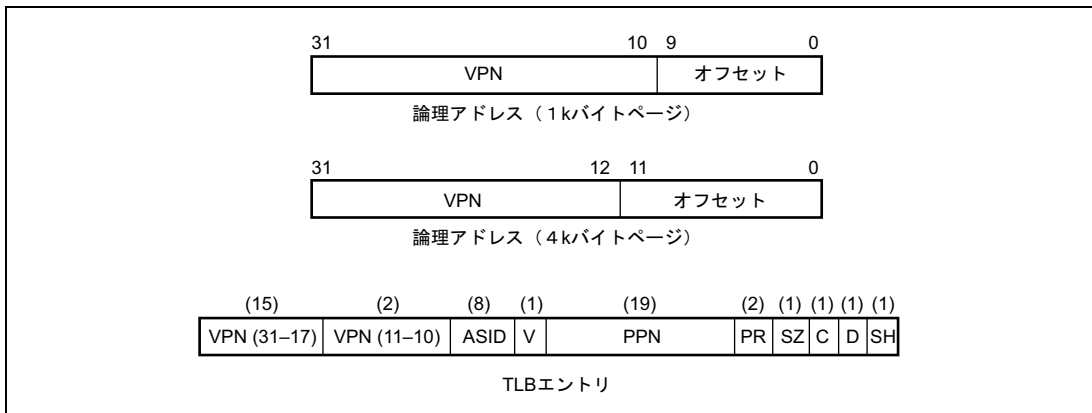 31 10 9 0
VPN オフセット
論理アドレス（1kバイトページ）
31 12 11 0
VPN オフセット
論理アドレス（4kバイトページ）
(15) (2) (8) (1) (19) (2) (1) (1) (1) (1)
VPN (31–17) VPN (11–10) ASID V PPN PR SZ C D SH
TLBエントリ